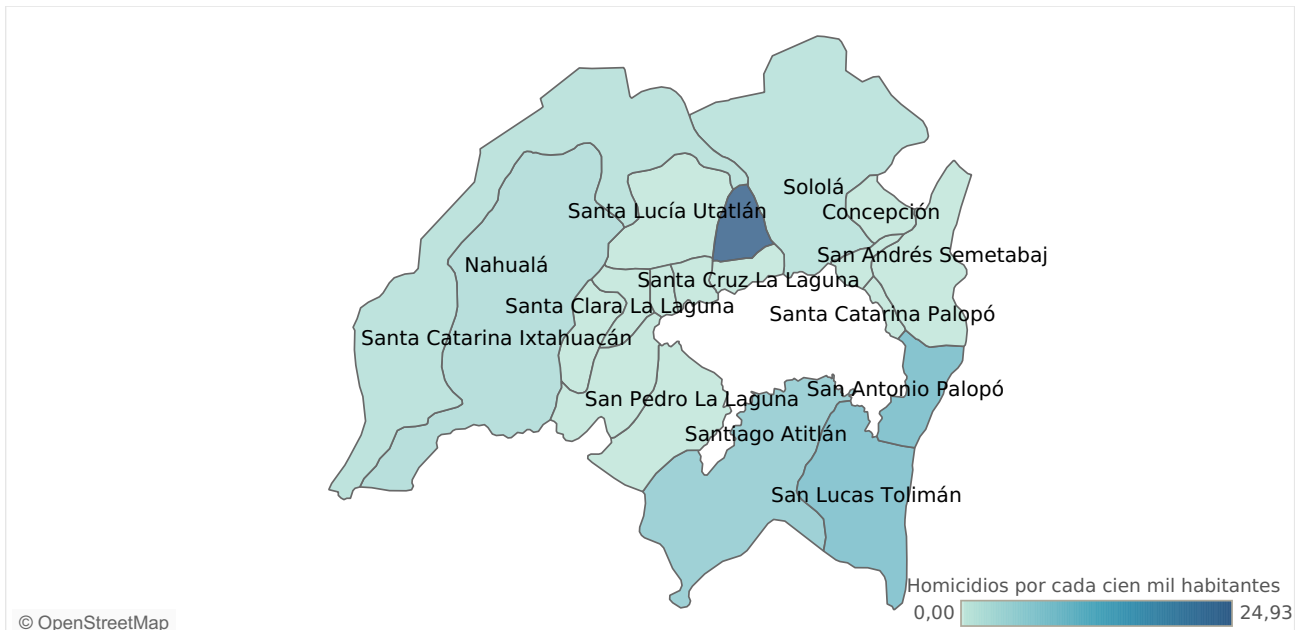 Sololá
Santa Lucía Utatlán
Concepción
San Andrés Semetabaj
Nahualá
Santa Cruz La Laguna
Santa Clara La Laguna
Santa Catarina Palopó
Santa Catarina Ixtahuacán
San Antonio Palopó
San Pedro La Laguna
Santiago Atitlán
San Lucas Tolimán
Homicidios por cada cien mil habitantes
0,00 24,93
© OpenStreetMap